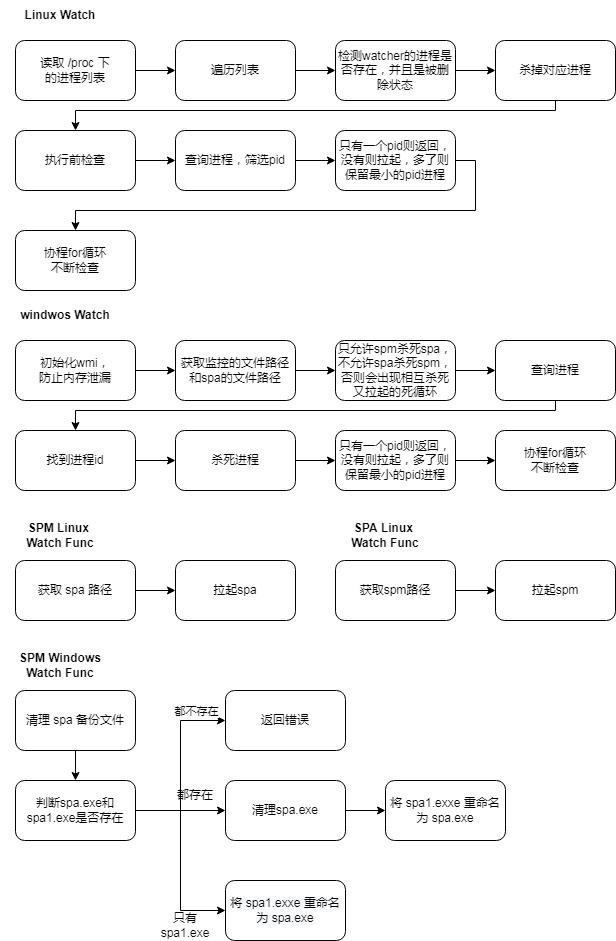 Linux Watch
读取 /proc 下
的进程列表
遍历列表
检测watcher的进程是
否存在，并且是被删
除状态
杀掉对应进程
执行前检查
查询进程，筛选pid
只有一个pid则返回，
没有则拉起，多了则
保留最小的pid进程
协程for循环
不断检查
windwos Watch
初始化wmi，
防止内存泄漏
获取监控的文件路径
和spa的文件路径
只允许spm杀死spa，
不允许spa杀死spm，
否则会出现相互杀死
又拉起的死循环
查询进程
找到进程id
杀死进程
只有一个pid则返回，
没有则拉起，多了则
保留最小的pid进程
协程for循环
不断检查
SPM Linux
Watch Func
获取 spa 路径
拉起spa
SPA Linux
Watch Func
获取spm路径
拉起spm
SPM Windows
Watch Func
清理 spa 备份文件
判断spa.exe和
spa1.exe是否存在
都不存在
返回错误
都存在
清理spa.exe
将 spa1.exxe 重命名
为 spa.exe
只有
spa1.exe
将 spa1.exxe 重命名
为 spa.exe